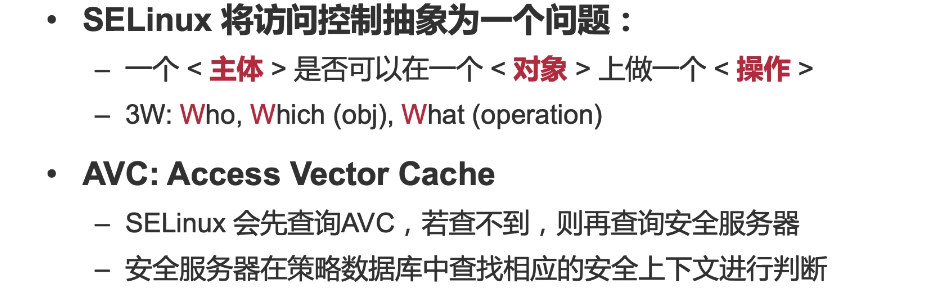 • SELinux 将访问控制抽象为一个问题：
– 一个 < 主体 > 是否可以在一个 < 对象 > 上做一个 < 操作 >
– 3W: Who, Which (obj), What (operation)
• AVC: Access Vector Cache
– SELinux 会先查询AVC，若查不到，则再查询安全服务器
– 安全服务器在策略数据库中查找相应的安全上下文进行判断